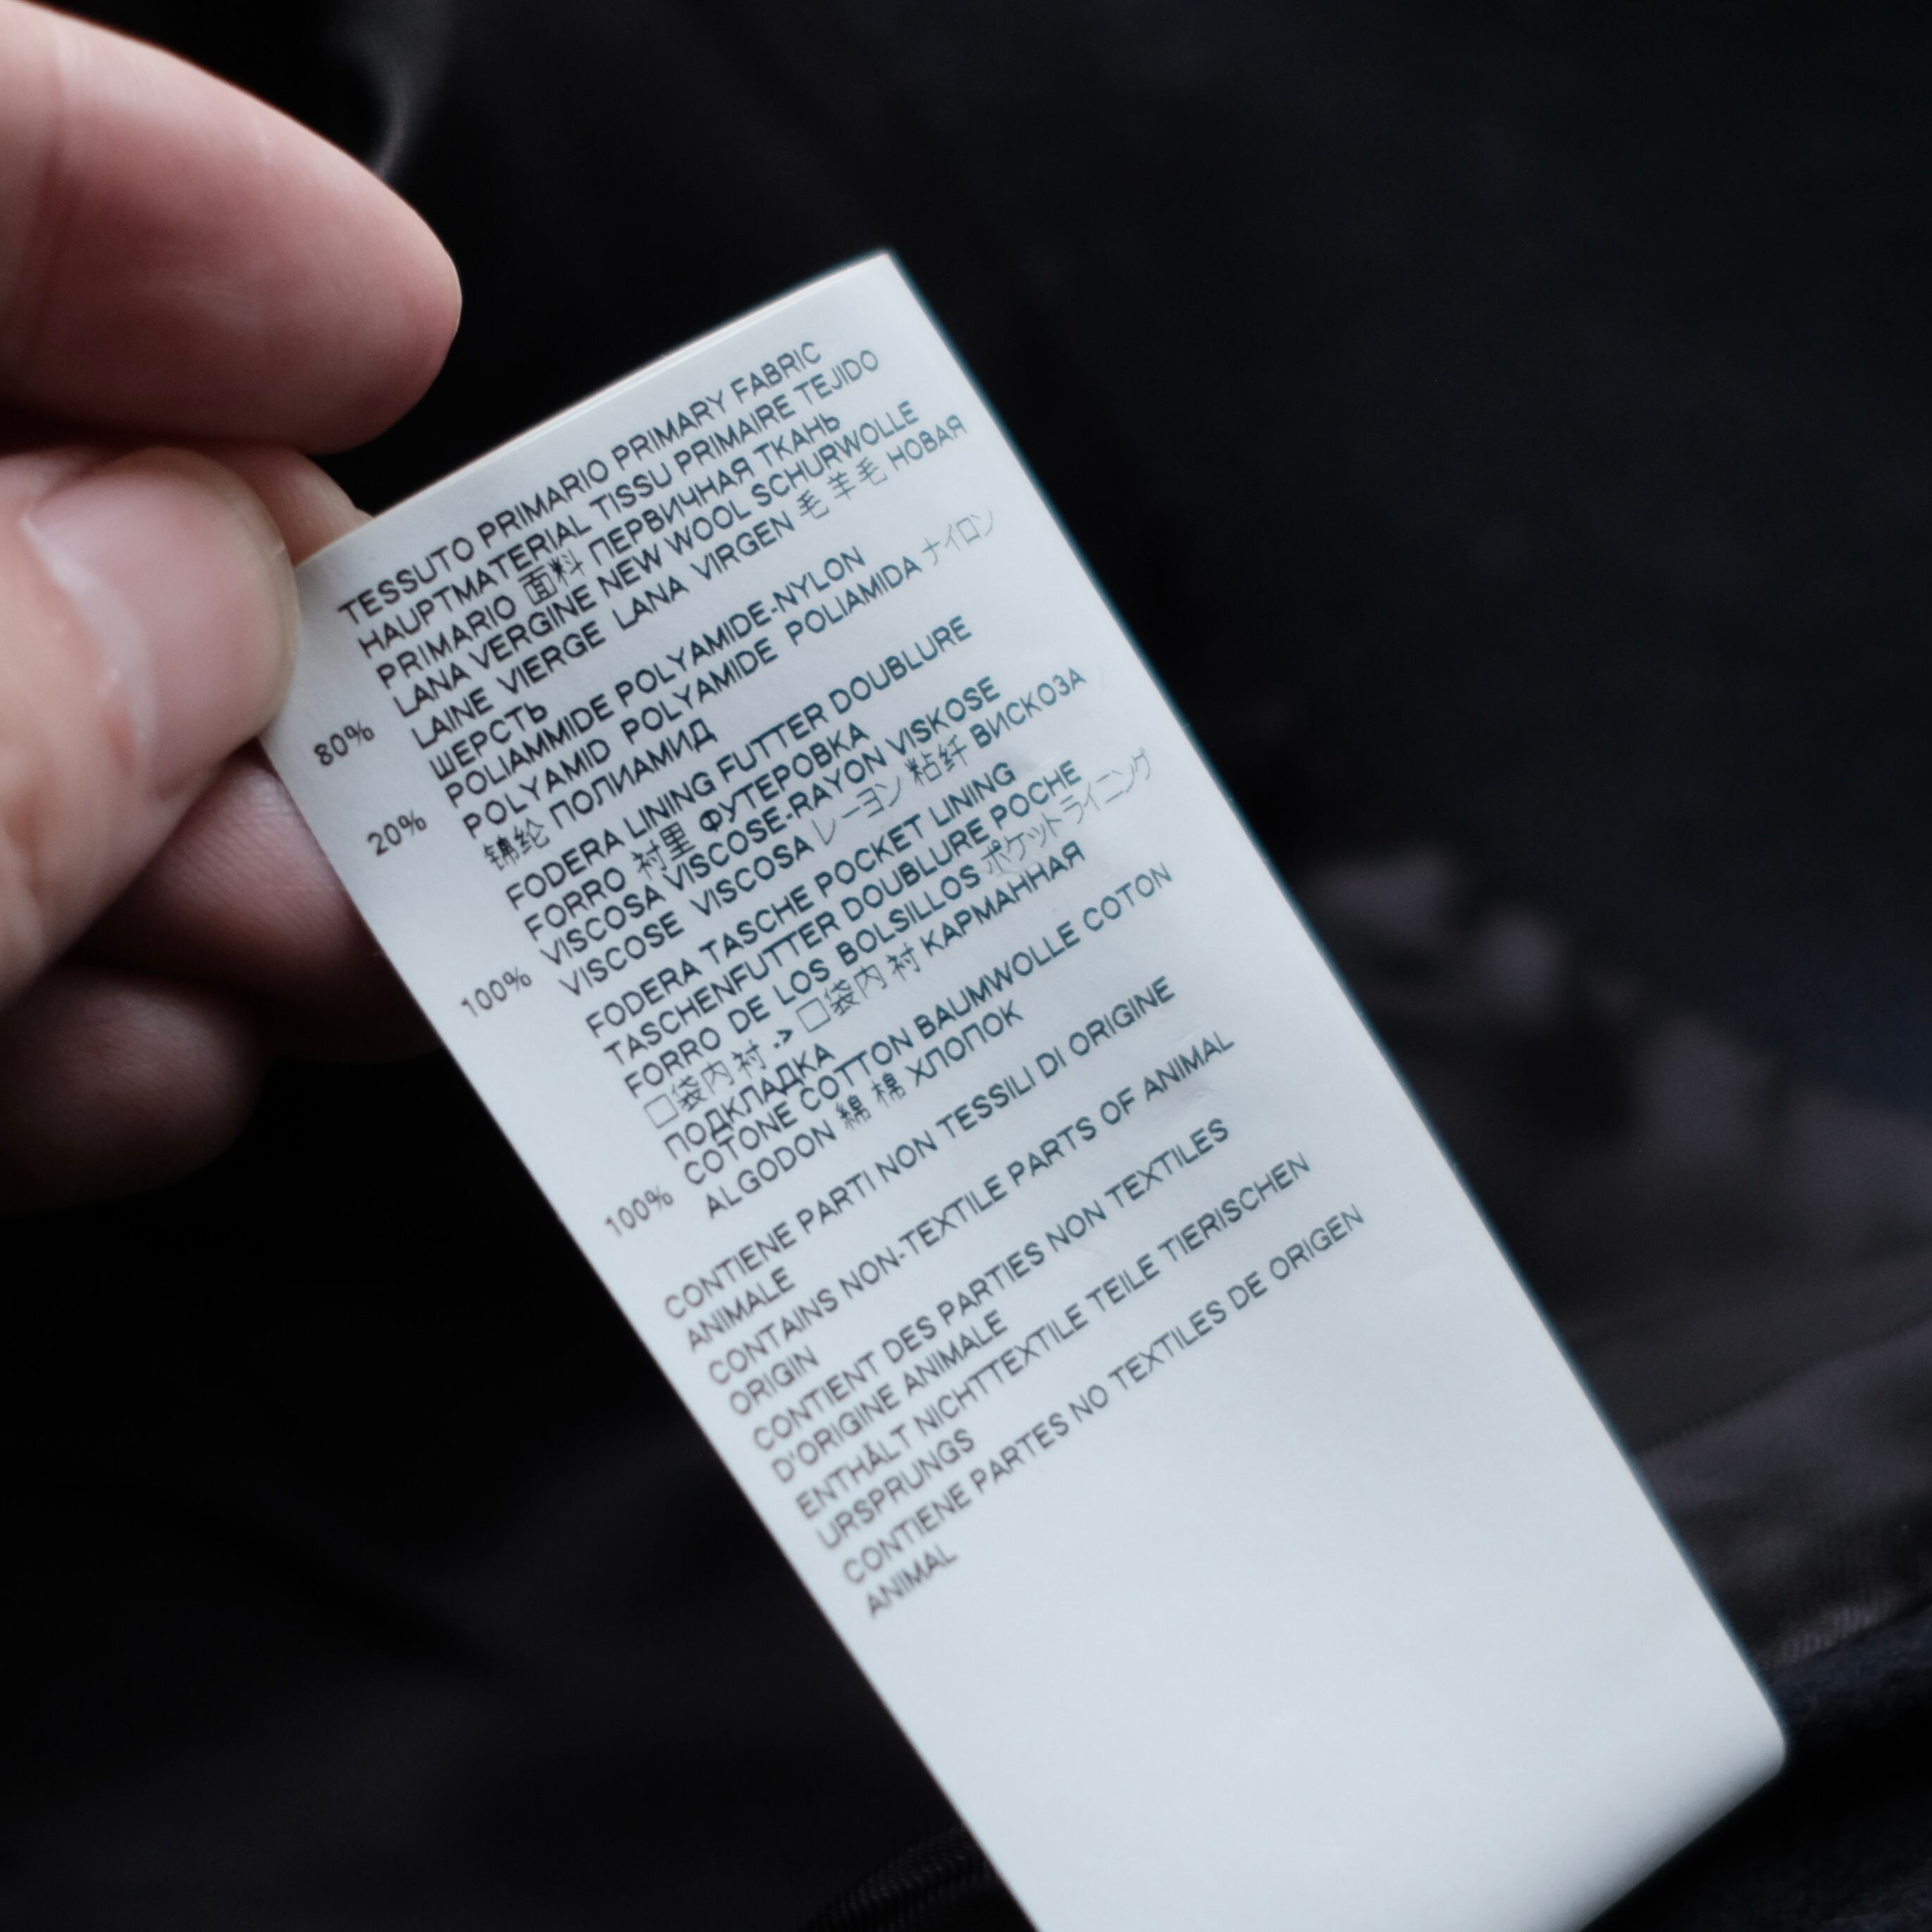 TESSUTO PRIMARIO PRIMARY FABRIC
HAUPTMATERIAL TISSU PRIMAIRE TEJIDO
PRIMARIO 面料 ПЕРВИЧНАЯ ТКАНЬ
80% LANA VERGINE NEW WOOL SCHURWOLLE
LAINE VIERGE LANA VIRGEN 毛 羊毛 НОВАЯ
ШЕРСТЬ
20% POLIAMMIDE POLYAMIDE-NYLON
POLYAMID POLYAMIDE POLIAMIDA ナイロン
锦纶 ПОЛИАМИД
FODERA LINING FUTTER DOUBLURE
FORRO 衬里 ФУТЕРОВКА
100% VISCOSA VISCOSE-RAYON VISKOSE
VISCOSE VISCOSA レーヨン 粘纤 ВИСКОЗА
FODERA TASCHE POCKET LINING
TASCHENFUTTER DOUBLURE POCHE
FORRO DE LOS BOLSILLOS ポケットライニング
口袋内衬 -> 口袋内衬 КАРМАННАЯ
ПОДКЛАДКА
100% COTONE COTTON BAUMWOLLE COTON
ALGODON 綿 棉 ХЛОПОК
CONTIENE PARTI NON TESSILI DI ORIGINE
ANIMALE
CONTAINS NON-TEXTILE PARTS OF ANIMAL
ORIGIN
CONTIENT DES PARTIES NON TEXTILES
D'ORIGINE ANIMALE
ENTHÄLT NICHTTEXTILE TEILE TIERISCHEN
URSPRUNGS
CONTIENE PARTES NO TEXTILES DE ORIGEN
ANIMAL